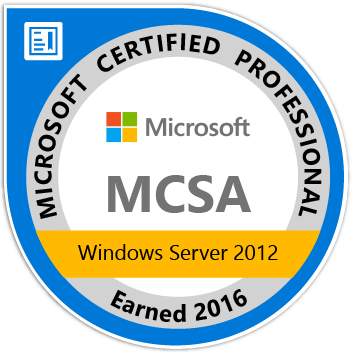 MICROSOFT CERTIFIED PROFESSIONAL
Microsoft
MCSA
Windows Server 2012
Earned 2016